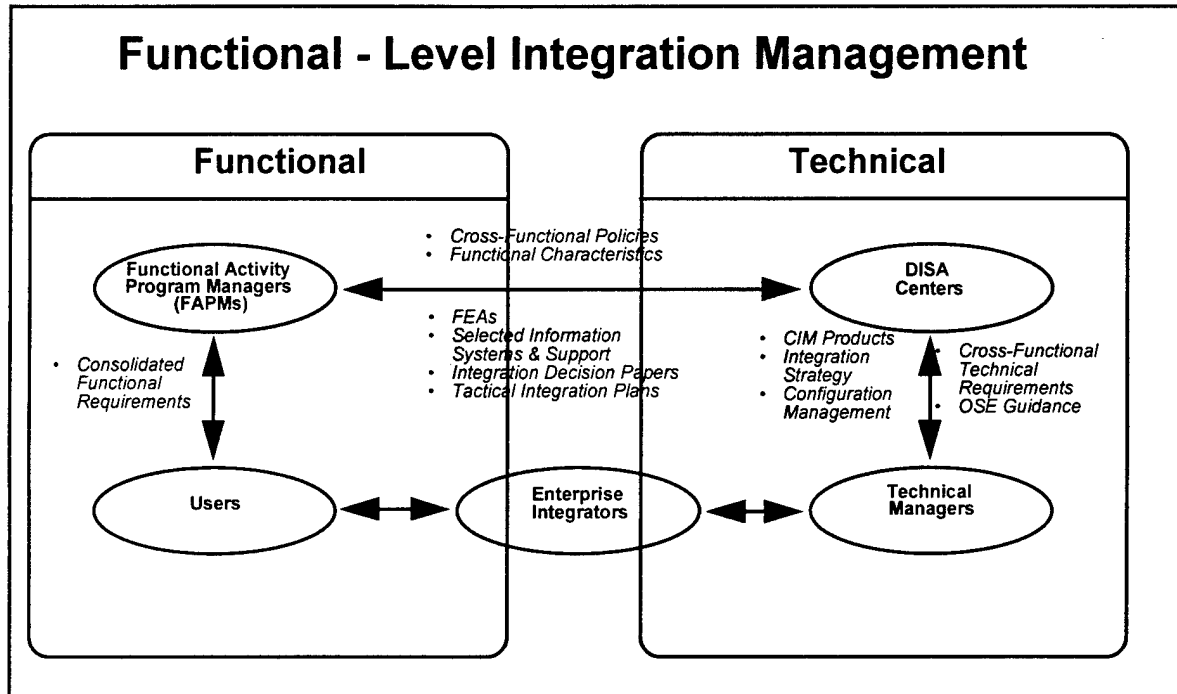 Functional - Level Integration Management
Functional
Technical
• Cross-Functional Policies
• Functional Characteristics
Functional Activity
Program Managers
(FAPMs)
DISA
Centers
• FEAs
• Selected Information
Systems & Support
• Integration Decision Papers
• Tactical Integration Plans
• Consolidated
Functional
Requirements
• CIM Products
• Integration
Strategy
• Configuration
Management
• Cross-Functional
Technical
Requirements
• OSE Guidance
Users
Enterprise
Integrators
Technical
Managers